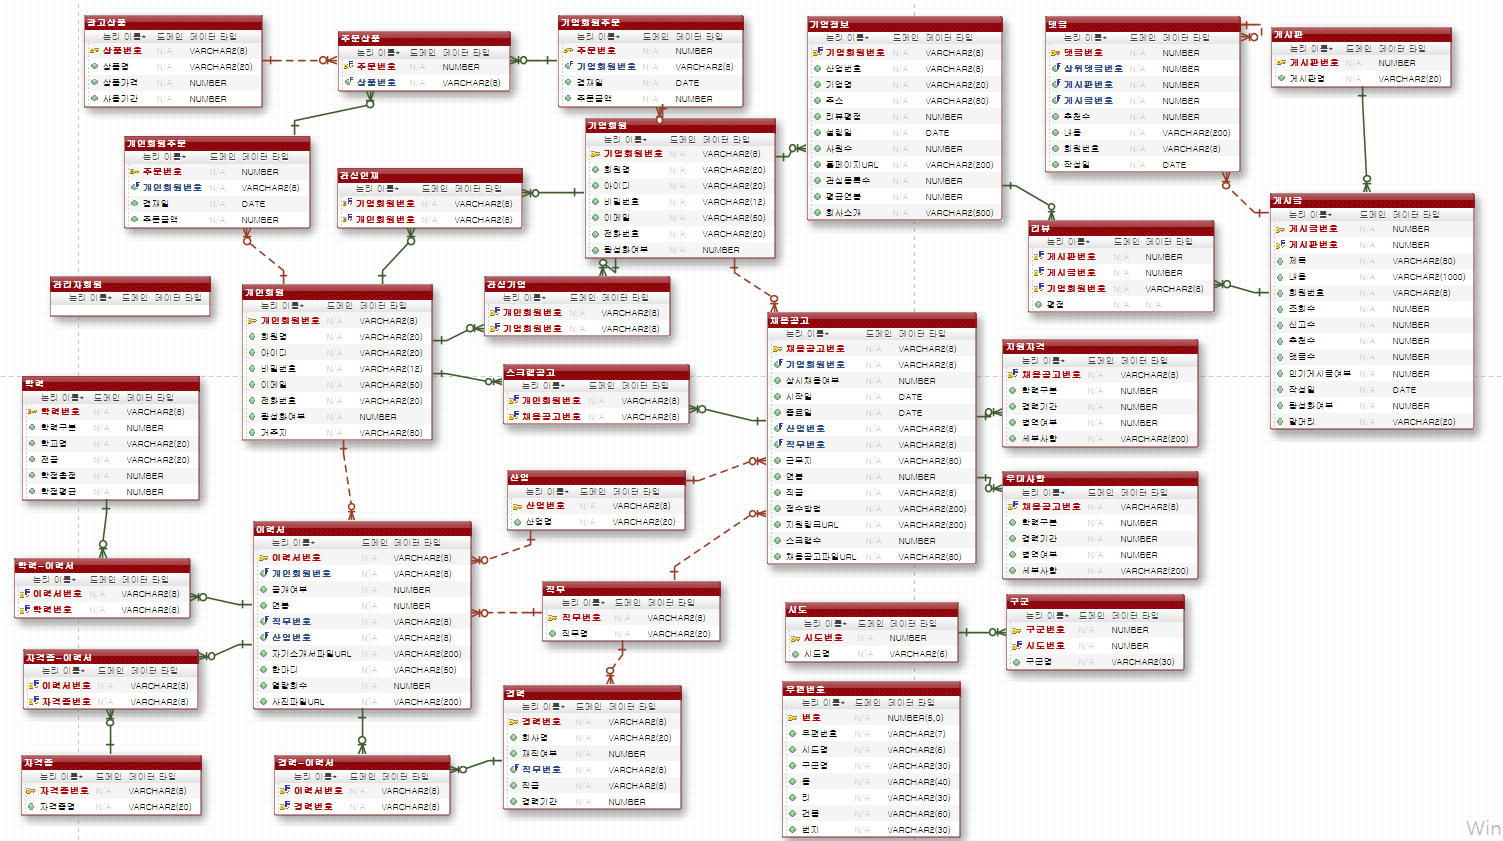 광고상품
논리 이름* 도메인 데이터 타입
상품번호 N/A VARCHAR2(8)
상품명 N/A VARCHAR2(20)
상품가격 N/A NUMBER
사용기간 N/A NUMBER
주문상품
논리 이름* 도메인 데이터 타입
주문번호 N/A NUMBER
상품번호 N/A VARCHAR2(8)
기업회원주문
논리 이름* 도메인 데이터 타입
주문번호 N/A NUMBER
기업회원번호 N/A VARCHAR2(8)
결재일 N/A DATE
주문금액 N/A NUMBER
기업정보
논리 이름* 도메인 데이터 타입
기업회원번호 N/A VARCHAR2(8)
산업번호 N/A VARCHAR2(8)
기업명 N/A VARCHAR2(20)
주소 N/A VARCHAR2(80)
리뷰평점 N/A NUMBER
설립일 N/A DATE
사원수 N/A NUMBER
홈페이지URL N/A VARCHAR2(200)
관심등록수 N/A NUMBER
평균연봉 N/A NUMBER
회사소개 N/A VARCHAR2(500)
댓글
논리 이름* 도메인 데이터 타입
댓글번호 N/A NUMBER
상위댓글번호 N/A NUMBER
게시판번호 N/A NUMBER
게시글번호 N/A NUMBER
추천수 N/A NUMBER
내용 N/A VARCHAR2(200)
회원번호 N/A VARCHAR2(8)
작성일 N/A DATE
게시판
논리 이름* 도메인 데이터 타입
게시판번호 N/A NUMBER
게시판명 N/A VARCHAR2(20)
개인회원주문
논리 이름* 도메인 데이터 타입
주문번호 N/A NUMBER
개인회원번호 N/A VARCHAR2(8)
결재일 N/A DATE
주문금액 N/A NUMBER
관심인재
논리 이름* 도메인 데이터 타입
기업회원번호 N/A VARCHAR2(8)
개인회원번호 N/A VARCHAR2(8)
기업회원
논리 이름* 도메인 데이터 타입
기업회원번호 N/A VARCHAR2(8)
회원명 N/A VARCHAR2(20)
아이디 N/A VARCHAR2(20)
비밀번호 N/A VARCHAR2(12)
이메일 N/A VARCHAR2(50)
전화번호 N/A VARCHAR2(20)
활성화여부 N/A NUMBER
게시글
논리 이름* 도메인 데이터 타입
게시글번호 N/A NUMBER
게시판번호 N/A NUMBER
제목 N/A VARCHAR2(80)
내용 N/A VARCHAR2(1000)
회원번호 N/A VARCHAR2(8)
조회수 N/A NUMBER
신고수 N/A NUMBER
추천수 N/A NUMBER
댓글수 N/A NUMBER
인기게시글여부 N/A NUMBER
작성일 N/A DATE
활성화여부 N/A NUMBER
말머리 N/A VARCHAR2(20)
리뷰
논리 이름* 도메인 데이터 타입
게시판번호 N/A NUMBER
게시글번호 N/A NUMBER
기업회원번호 N/A VARCHAR2(8)
평점 N/A N/A
관리자회원
논리 이름* 도메인 데이터 타입
개인회원
논리 이름* 도메인 데이터 타입
개인회원번호 N/A VARCHAR2(8)
회원명 N/A VARCHAR2(20)
아이디 N/A VARCHAR2(20)
비밀번호 N/A VARCHAR2(12)
이메일 N/A VARCHAR2(50)
전화번호 N/A VARCHAR2(20)
활성화여부 N/A NUMBER
거주지 N/A VARCHAR2(80)
관심기업
논리 이름* 도메인 데이터 타입
개인회원번호 N/A VARCHAR2(8)
기업회원번호 N/A VARCHAR2(8)
채용공고
논리 이름* 도메인 데이터 타입
채용공고번호 N/A VARCHAR2(8)
기업회원번호 N/A VARCHAR2(8)
상시채용여부 N/A NUMBER
시작일 N/A DATE
종료일 N/A DATE
산업번호 N/A VARCHAR2(8)
직무번호 N/A VARCHAR2(8)
근무지 N/A VARCHAR2(80)
연봉 N/A NUMBER
직급 N/A VARCHAR2(8)
접수방법 N/A VARCHAR2(200)
지원링크URL N/A VARCHAR2(200)
스크랩수 N/A NUMBER
채용공고파일URL N/A VARCHAR2(80)
지원자격
논리 이름* 도메인 데이터 타입
채용공고번호 N/A VARCHAR2(8)
학력구분 N/A NUMBER
경력기간 N/A NUMBER
병역여부 N/A NUMBER
세부사항 N/A VARCHAR2(200)
스크랩공고
논리 이름* 도메인 데이터 타입
개인회원번호 N/A VARCHAR2(8)
채용공고번호 N/A VARCHAR2(8)
학력
논리 이름* 도메인 데이터 타입
학력번호 N/A VARCHAR2(8)
학력구분 N/A NUMBER
학교명 N/A VARCHAR2(20)
전공 N/A VARCHAR2(20)
학점총점 N/A NUMBER
학점평균 N/A NUMBER
산업
논리 이름* 도메인 데이터 타입
산업번호 N/A VARCHAR2(8)
산업명 N/A VARCHAR2(20)
우대사항
논리 이름* 도메인 데이터 타입
채용공고번호 N/A VARCHAR2(8)
학력구분 N/A NUMBER
경력기간 N/A NUMBER
병역여부 N/A NUMBER
세부사항 N/A VARCHAR2(200)
이력서
논리 이름* 도메인 데이터 타입
이력서번호 N/A VARCHAR2(8)
개인회원번호 N/A VARCHAR2(8)
공개여부 N/A NUMBER
연봉 N/A NUMBER
직무번호 N/A VARCHAR2(8)
산업번호 N/A VARCHAR2(8)
자기소개서파일URL N/A VARCHAR2(200)
한마디 N/A VARCHAR2(50)
열람회수 N/A NUMBER
사진파일URL N/A VARCHAR2(200)
학력-이력서
논리 이름* 도메인 데이터 타입
이력서번호 N/A VARCHAR2(8)
학력번호 N/A VARCHAR2(8)
직무
논리 이름* 도메인 데이터 타입
직무번호 N/A VARCHAR2(8)
직무명 N/A VARCHAR2(20)
시도
논리 이름* 도메인 데이터 타입
시도번호 N/A NUMBER
시도명 N/A VARCHAR2(6)
구군
논리 이름* 도메인 데이터 타입
구군번호 N/A NUMBER
시도번호 N/A NUMBER
구군명 N/A VARCHAR2(30)
자격증-이력서
논리 이름* 도메인 데이터 타입
이력서번호 N/A VARCHAR2(8)
자격증번호 N/A VARCHAR2(8)
경력
논리 이름* 도메인 데이터 타입
경력번호 N/A VARCHAR2(8)
회사명 N/A VARCHAR2(20)
재직여부 N/A NUMBER
직무번호 N/A VARCHAR2(8)
직급 N/A VARCHAR2(8)
경력기간 N/A NUMBER
우편번호
논리 이름* 도메인 데이터 타입
번호 N/A NUMBER(5,0)
우편번호 N/A VARCHAR2(7)
시도명 N/A VARCHAR2(6)
구군명 N/A VARCHAR2(30)
동 N/A VARCHAR2(40)
리 N/A VARCHAR2(30)
건물 N/A VARCHAR2(60)
번지 N/A VARCHAR2(30)
자격증
논리 이름* 도메인 데이터 타입
자격증번호 N/A VARCHAR2(8)
자격증명 N/A VARCHAR2(20)
경력-이력서
논리 이름* 도메인 데이터 타입
이력서번호 N/A VARCHAR2(8)
경력번호 N/A VARCHAR2(8)
Win